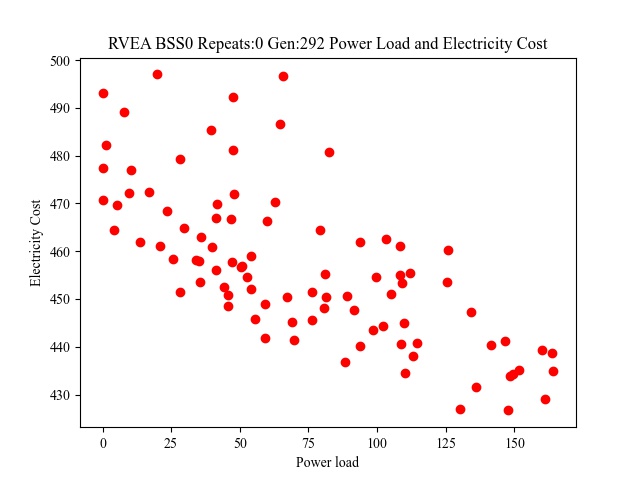 RVEA BSS0 Repeats:0 Gen:292 Power Load and Electricity Cost
500
490
480
470
460
450
440
430
Electricity Cost
0 25 50 75 100 125 150
Power load